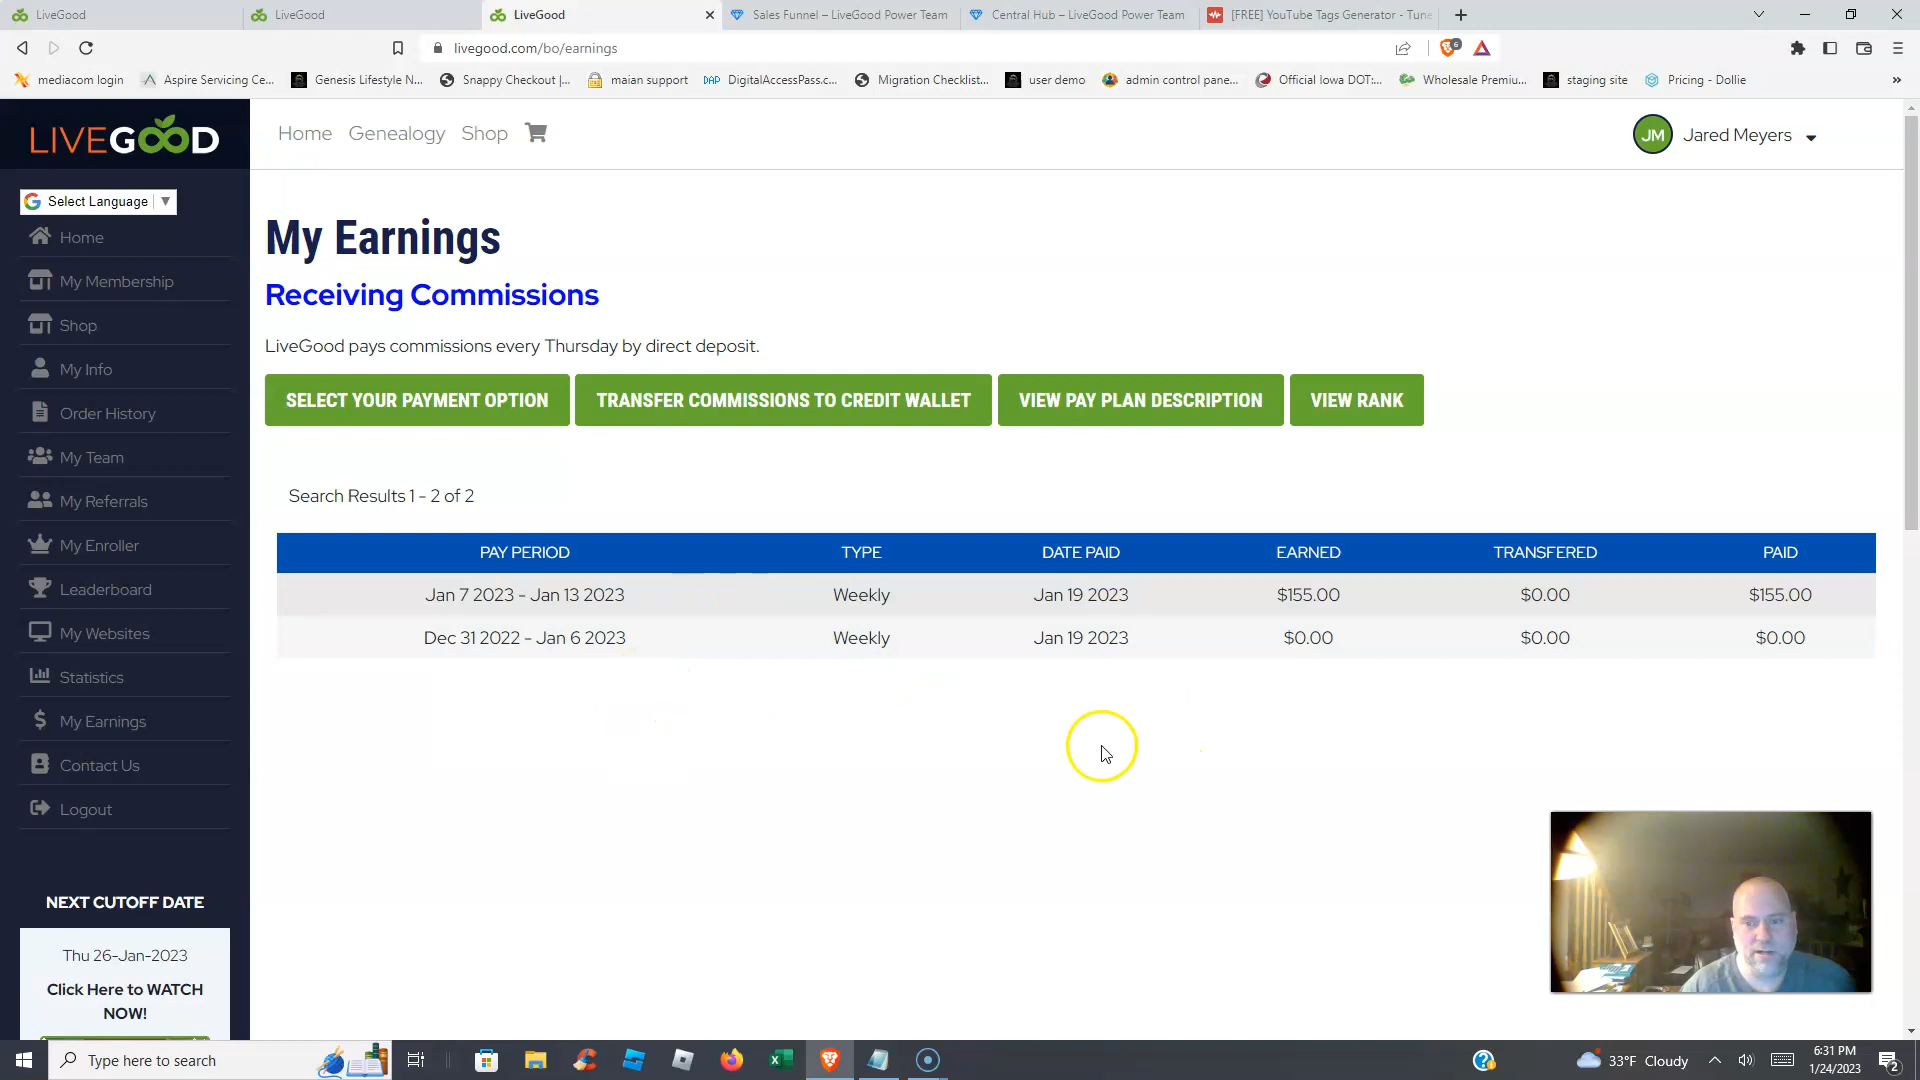 LiveGood
LiveGood
LiveGood
Sales Funnel – LiveGood Power Team
Central Hub – LiveGood Power Team
[FREE] YouTube Tags Generator - Tune
livegood.com/bo/earnings
6
mediacom login
Aspire Servicing Ce...
Genesis Lifestyle N...
Snappy Checkout |...
maian support
DAP DigitalAccessPass.c...
Migration Checklist...
user demo
admin control pane...
Official Iowa DOT:...
Wholesale Premiu...
staging site
Pricing - Dollie
»
LIVEGOOD
Home Genealogy Shop
JM Jared Meyers
G Select Language ▼
Home
My Membership
Shop
My Info
Order History
My Team
My Referrals
My Enroller
Leaderboard
My Websites
Statistics
My Earnings
Contact Us
Logout
NEXT CUTOFF DATE
Thu 26-Jan-2023
Click Here to WATCH
NOW!
My Earnings
Receiving Commissions
LiveGood pays commissions every Thursday by direct deposit.
SELECT YOUR PAYMENT OPTION
TRANSFER COMMISSIONS TO CREDIT WALLET
VIEW PAY PLAN DESCRIPTION
VIEW RANK
Search Results 1 - 2 of 2
PAY PERIOD TYPE DATE PAID EARNED TRANSFERED PAID
Jan 7 2023 - Jan 13 2023 Weekly Jan 19 2023 $155.00 $0.00 $155.00
Dec 31 2022 - Jan 6 2023 Weekly Jan 19 2023 $0.00 $0.00 $0.00
Type here to search
33°F Cloudy
6:31 PM
1/24/2023
2